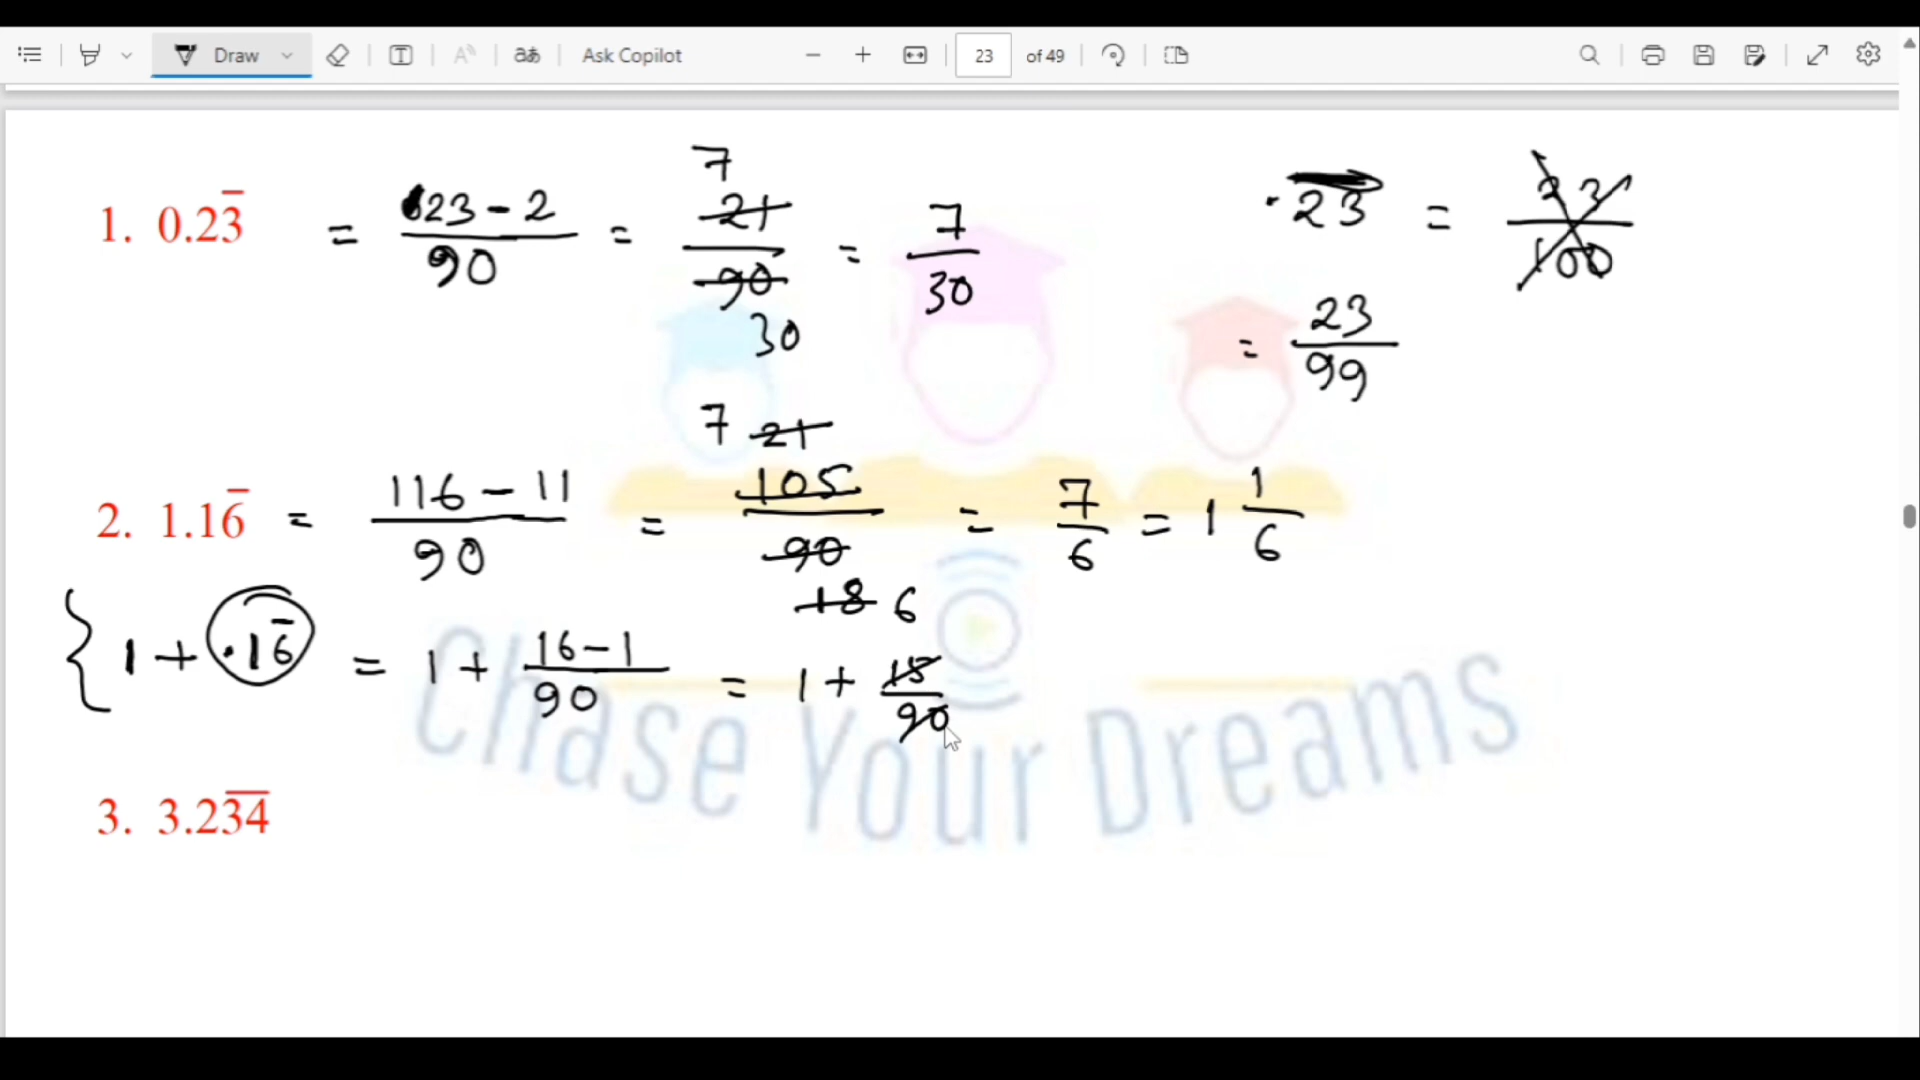 Draw Ask Copilot 23 of 49
1. 0.23̅ = (23 - 2)/90 = 21/90 = 7/30
7
30
.2̅3̅ = 23/100
= 23/99
7 21
2. 1.16̅ = (116 - 11)/90 = 105/90 = 7/6 = 1 1/6
18 6
{ 1 + .16̅ = 1 + (16 - 1)/90 = 1 + 15/90
3. 3.23̅4̅
Chase Your Dreams